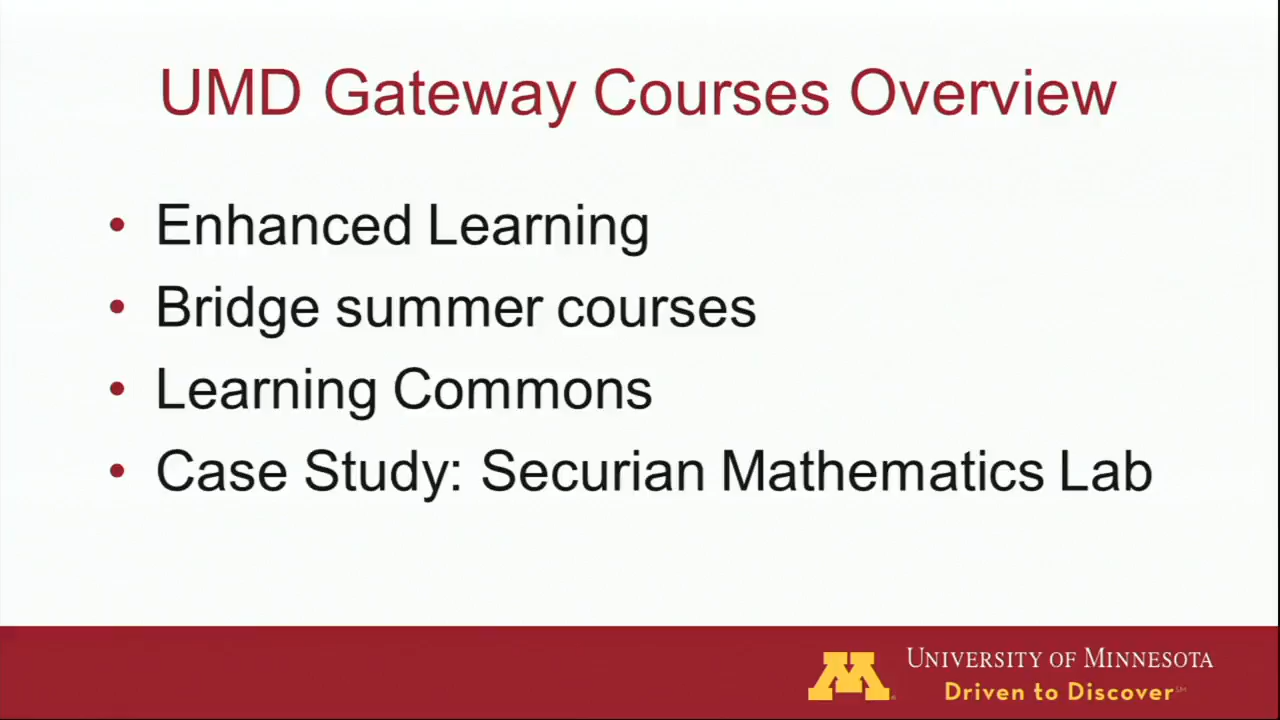 UMD Gateway Courses Overview
• Enhanced Learning
• Bridge summer courses
• Learning Commons
• Case Study: Securian Mathematics Lab
M
UNIVERSITY OF MINNESOTA
Driven to Discover℠